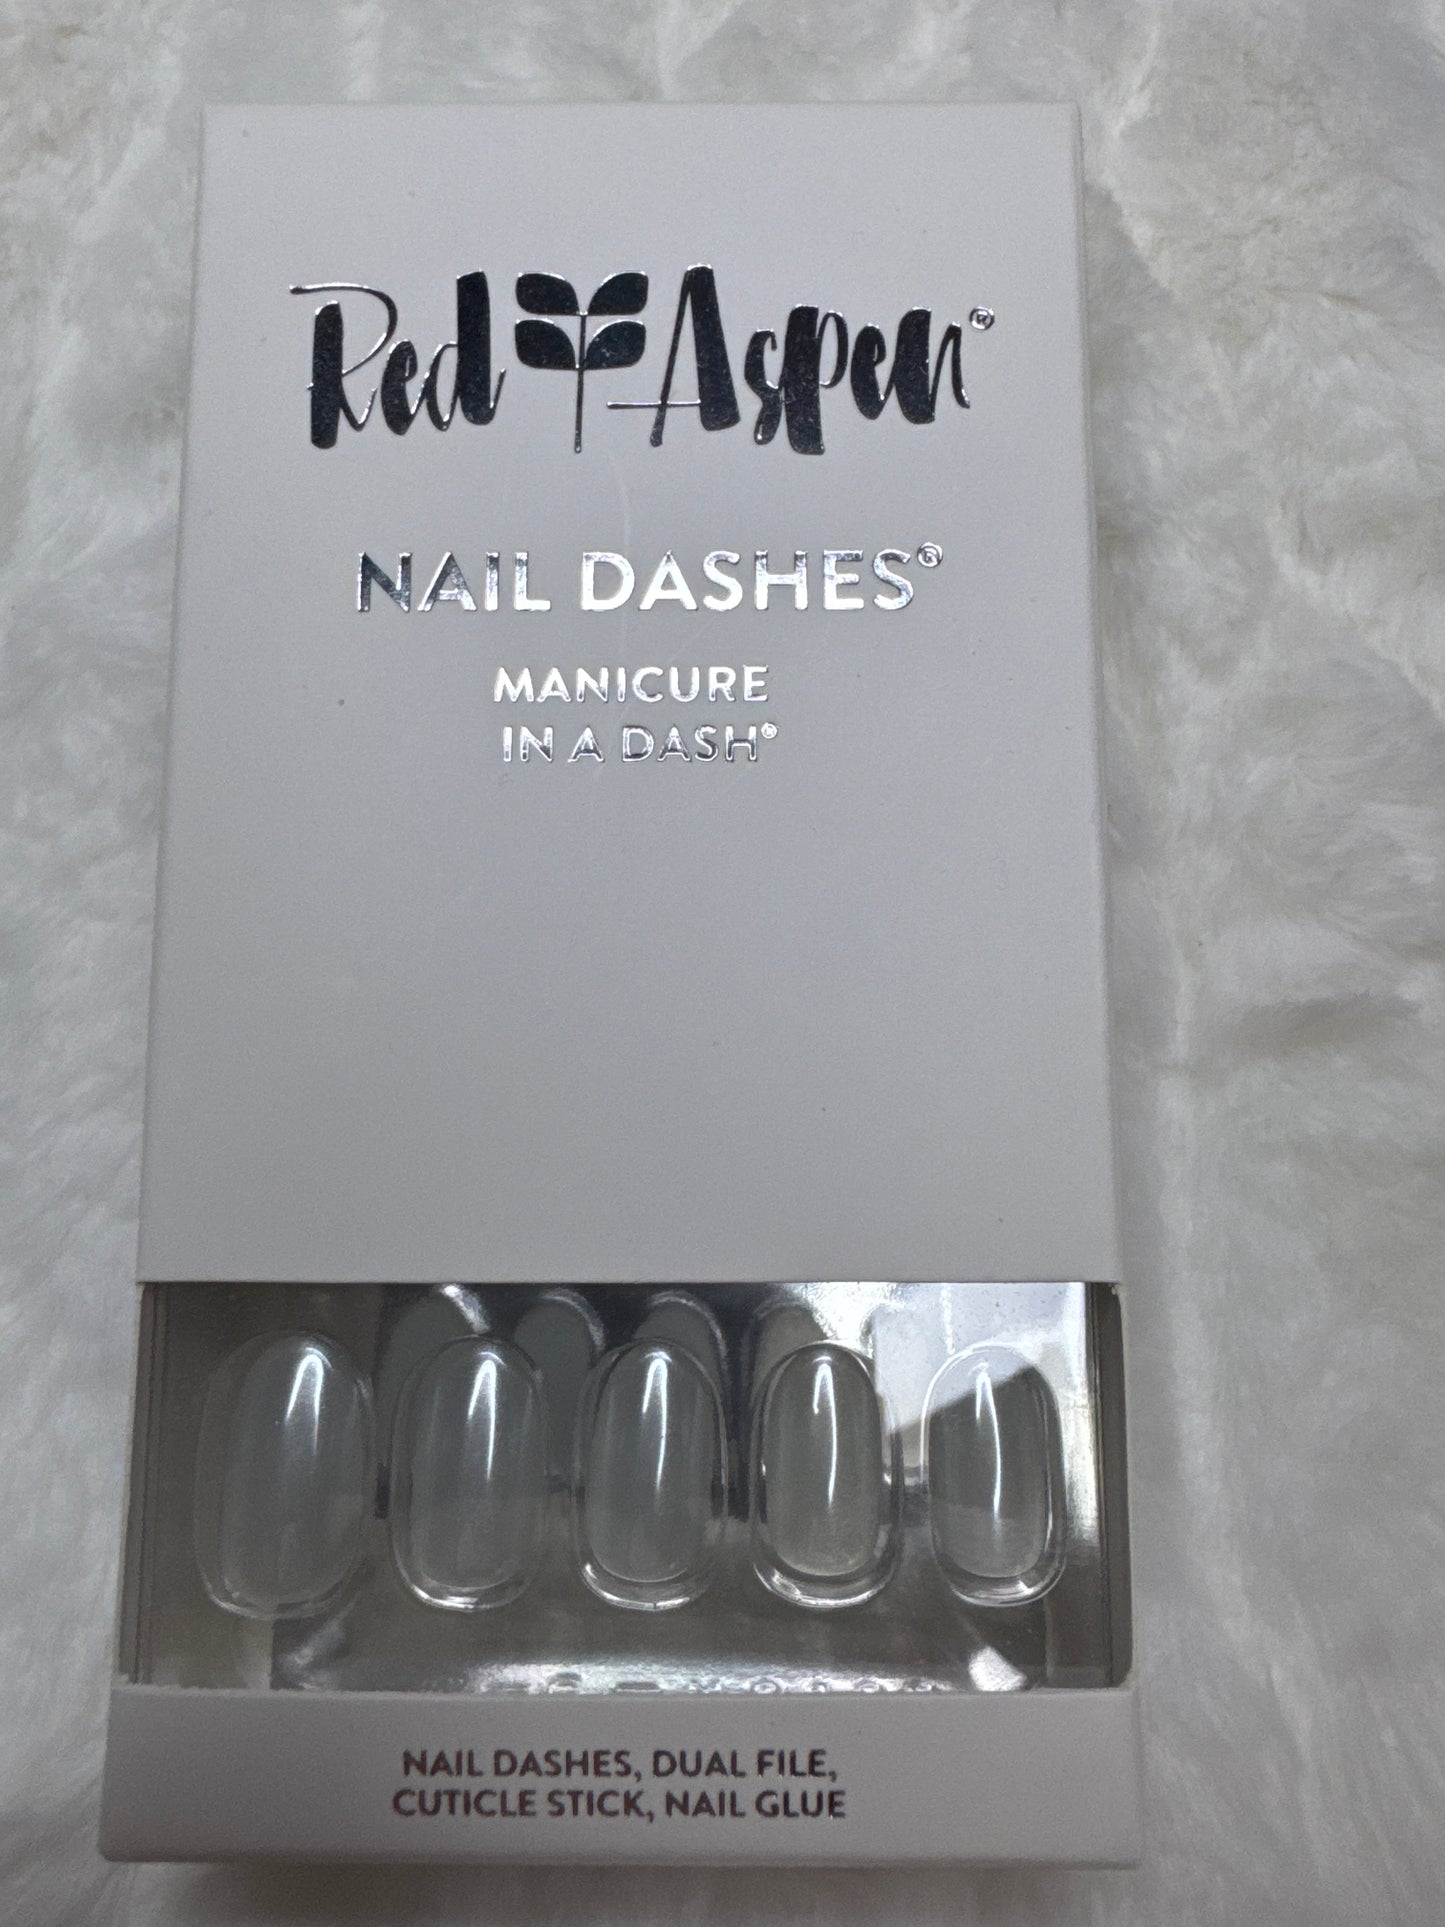 Red Aspen®
NAIL DASHES®
MANICURE
IN A DASH®
NAIL DASHES, DUAL FILE,
CUTICLE STICK, NAIL GLUE